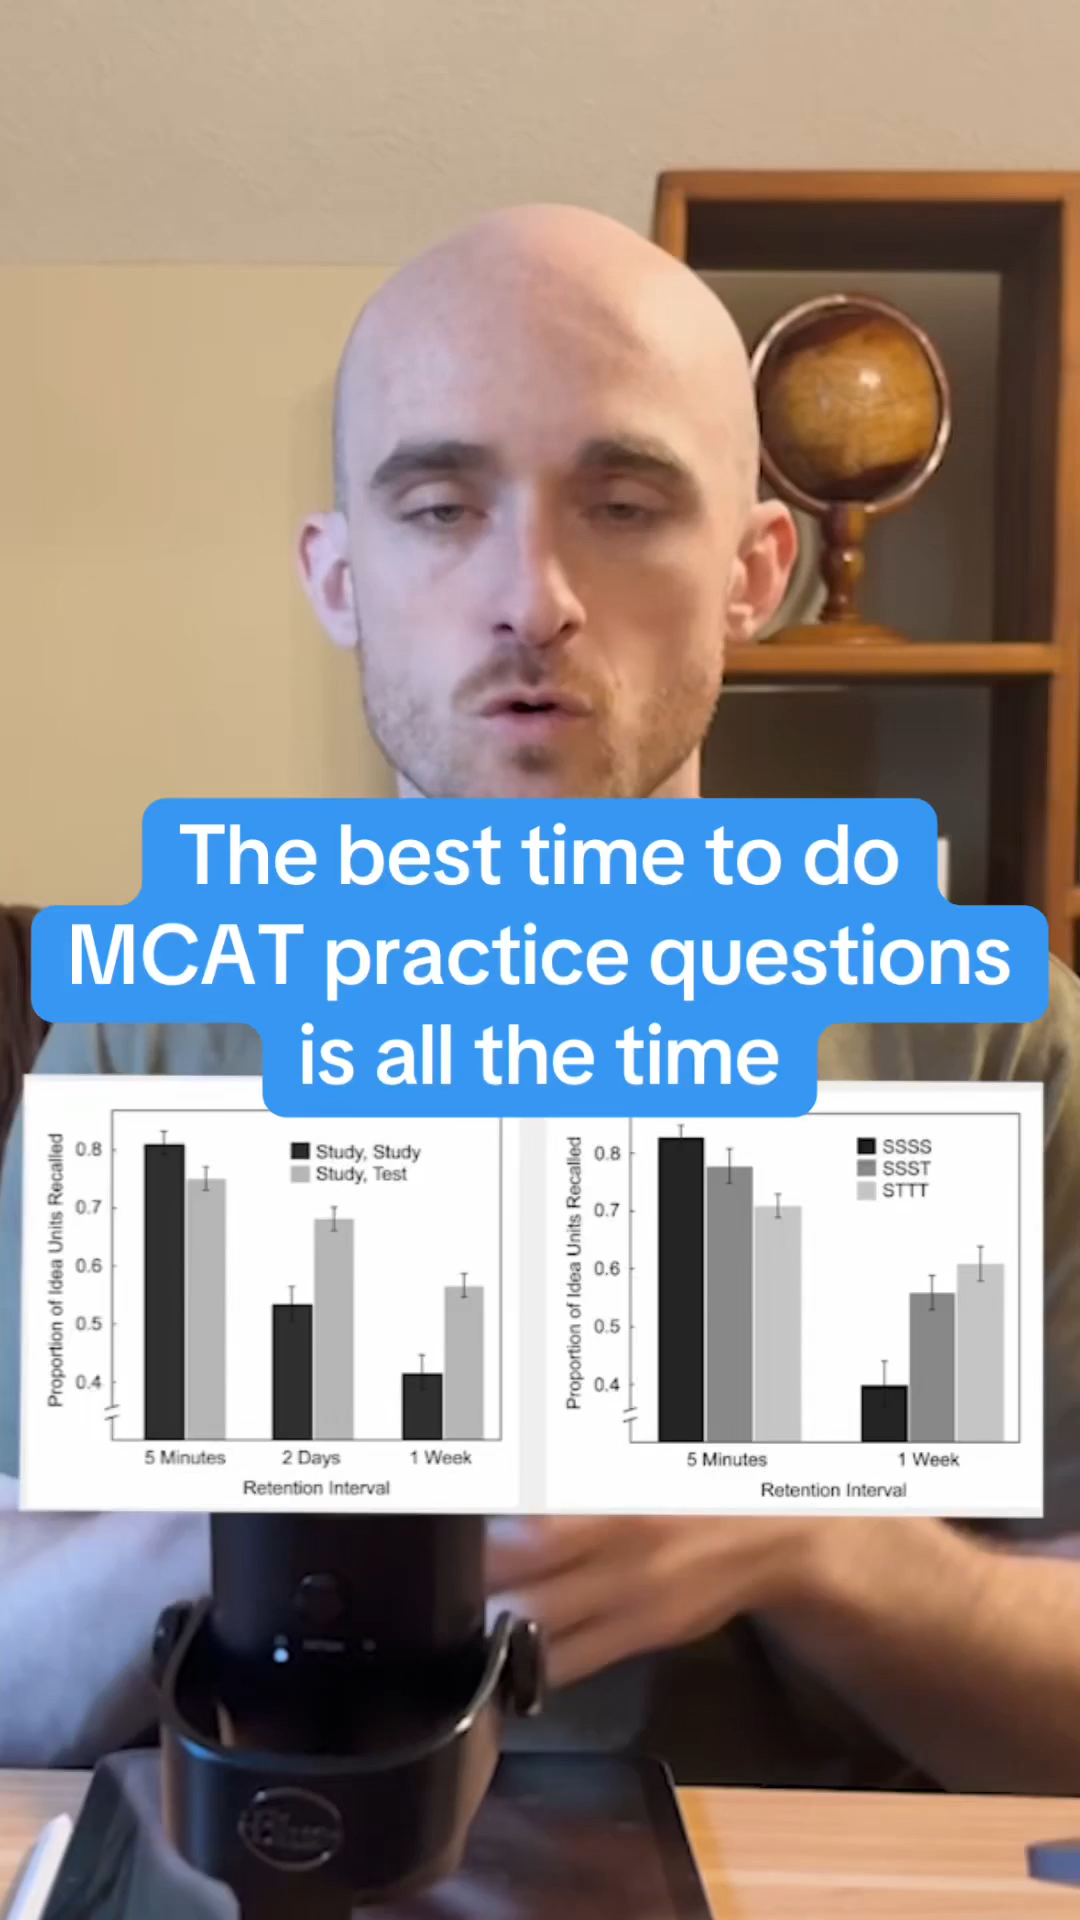 The best time to do
MCAT practice questions
is all the time
Proportion of Idea Units Recalled
0.8
0.7
0.6
0.5
0.4
Study, Study
Study, Test
5 Minutes
2 Days
1 Week
Retention Interval
Proportion of Idea Units Recalled
0.8
0.7
0.6
0.5
0.4
SSSS
SSST
STTT
5 Minutes
1 Week
Retention Interval